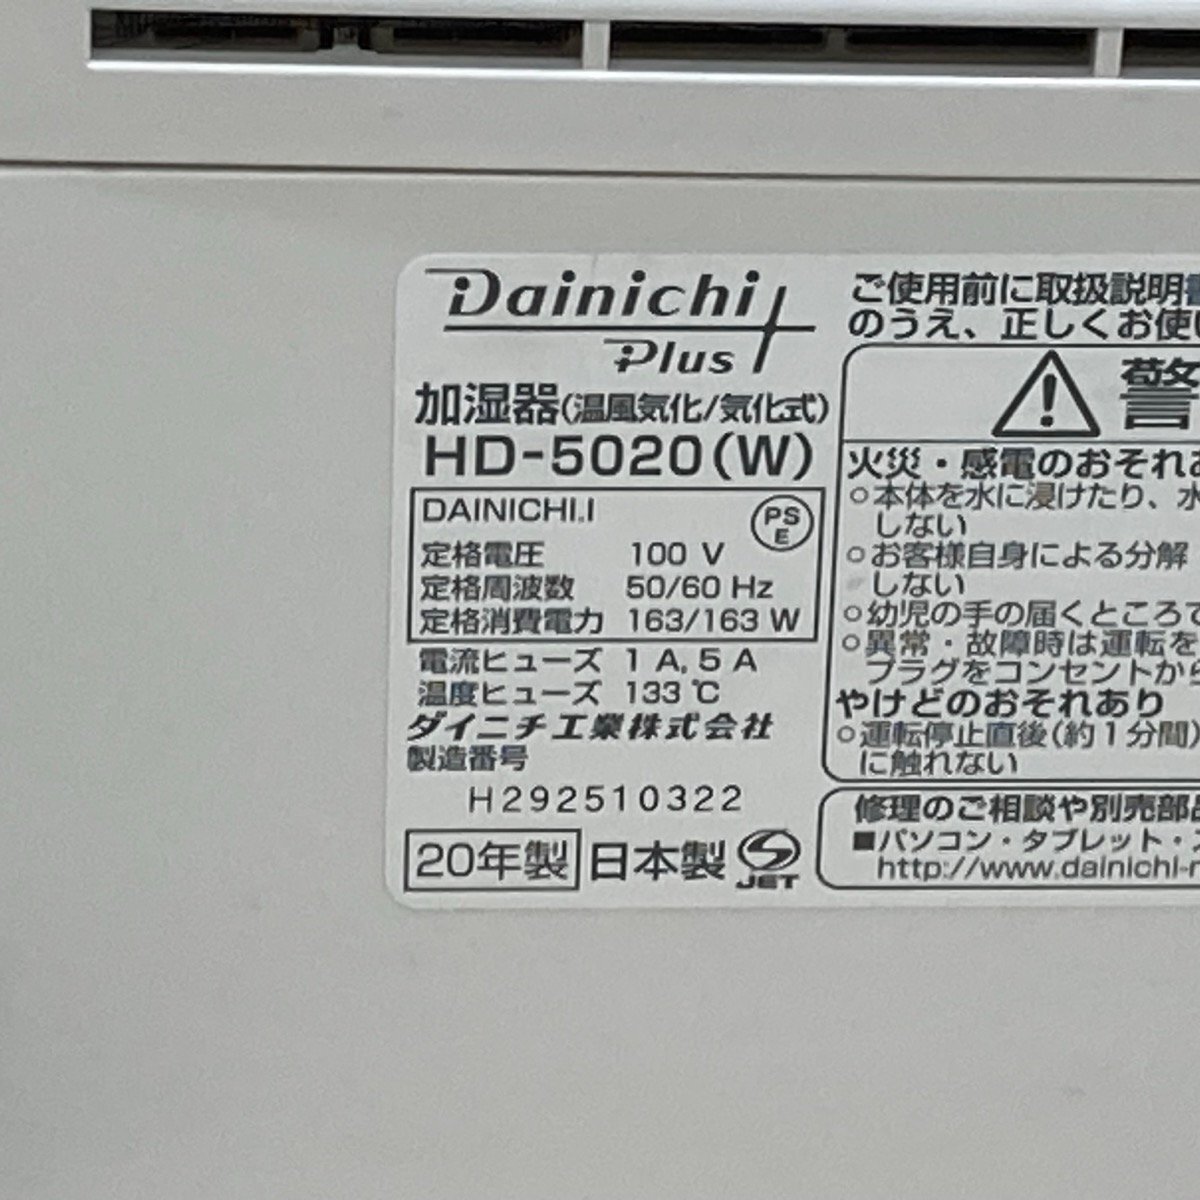 Dainichi
Plus
加湿器(温風気化/気化式)
HD-5020(W)
DAINICHI.I
PS
E
定格電圧 100 V
定格周波数 50/60 Hz
定格消費電力 163/163 W
電流ヒューズ 1 A, 5 A
温度ヒューズ 133 ℃
ダイニチ工業株式会社
製造番号
H292510322
20年製 日本製 JET
ご使用前に取扱説明書
のうえ、正しくお使い
警
火災・感電のおそれあ
○本体を水に浸けたり、水
しない
○お客様自身による分解・
しない
○幼児の手の届くところで
○異常・故障時は運転を
プラグをコンセントから
やけどのおそれあり
○運転停止直後(約1分間)
に触れない
修理のご相談や別売部品
■パソコン・タブレット・
http://www.dainichi-